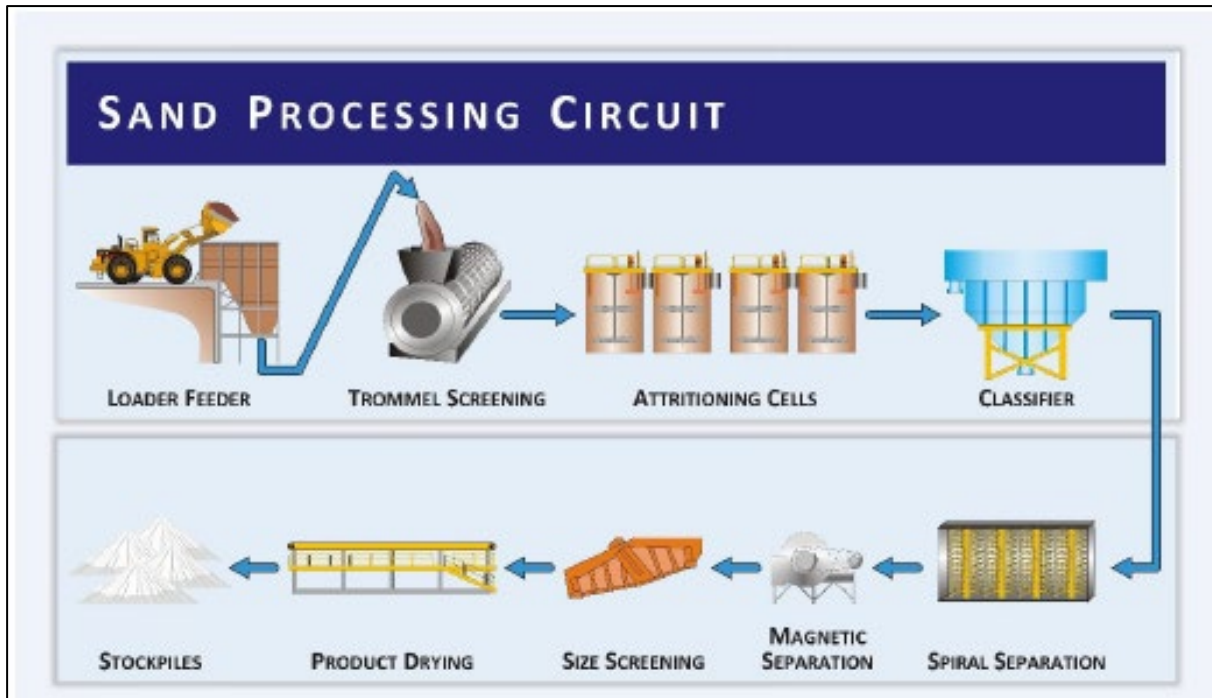 SAND PROCESSING CIRCUIT
LOADER FEEDER
TROMMEL SCREENING
ATTRITIONING CELLS
CLASSIFIER
STOCKPILES
PRODUCT DRYING
SIZE SCREENING
MAGNETIC
SEPARATION
SPIRAL SEPARATION